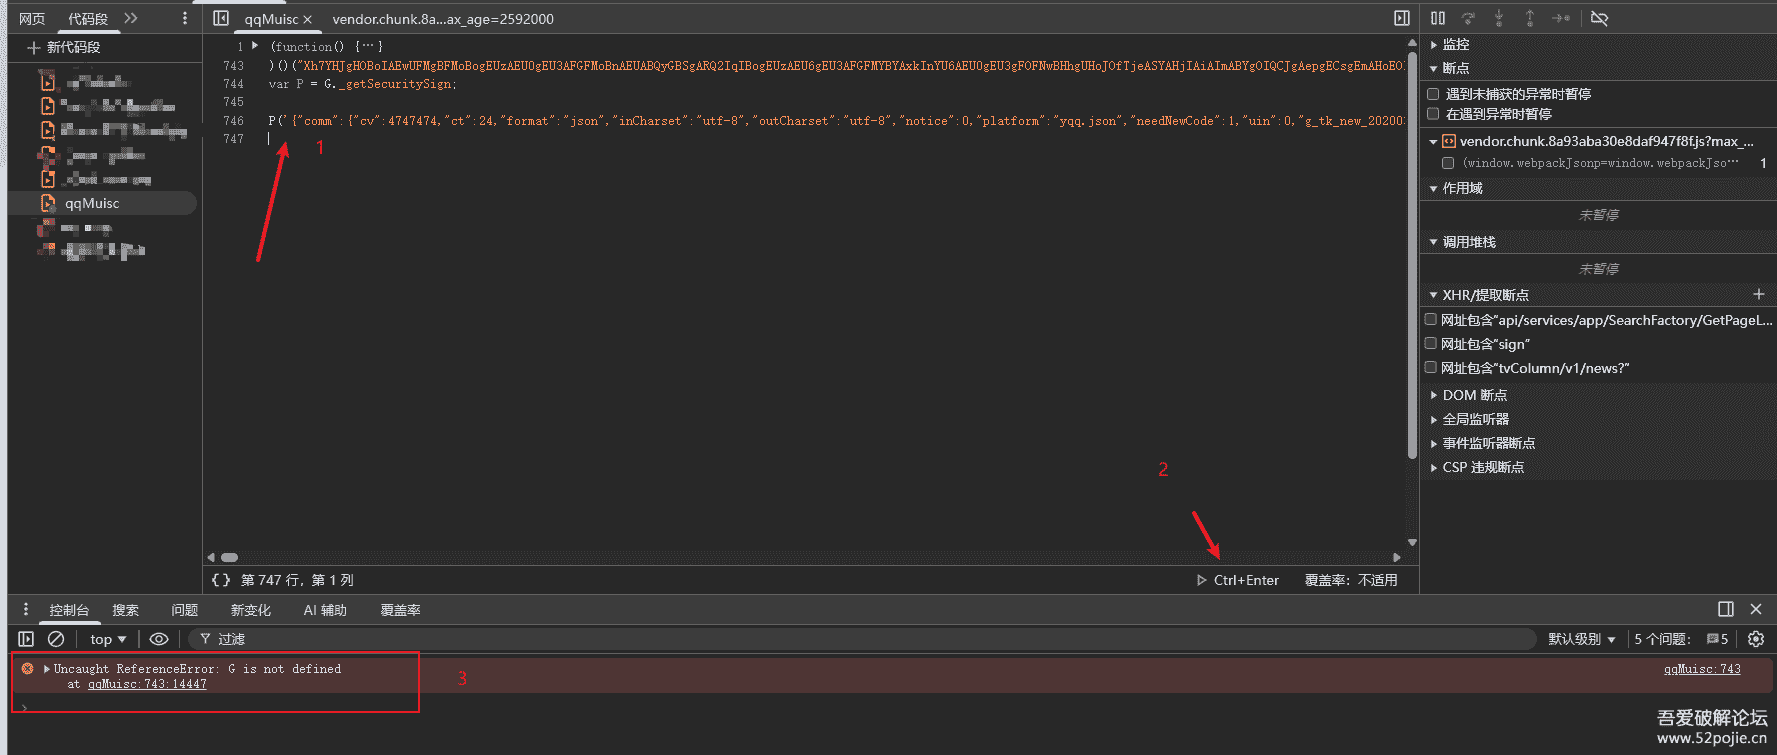 网页 代码段
新代码段
qqMuisc
qqMuisc × vendor.chunk.8a...ax_age=2592000
1 (function() {…}
743 )()("Xh7YHJgHOBoIAEwUFMgBFMoBogEUzAEUOgEU3AFGFMoBnAEUABQyGBSgARQ2IqIBogEUzAEU6gEU3AFGFMYBYAxkInYU6AEU0gEU3gFOFNwBHhgUHoJOfTjeASYAHjIAiAImABYgOIQCJgAepgECsgEmAHoEO
744 var P = G._getSecuritySign;
745
746 P('{"comm":{"cv":4747474,"ct":24,"format":"json","inCharset":"utf-8","outCharset":"utf-8","notice":0,"platform":"yqq.json","needNewCode":1,"uin":0,"g_tk_new_20200
747
1
2
{} 第 747 行，第 1 列
Ctrl+Enter 覆盖率：不适用
监控
断点
遇到未捕获的异常时暂停
在遇到异常时暂停
vendor.chunk.8a93aba30e8daf947f8f.js?max_...
(window.webpackJsonp=window.webpackJso… 1
作用域
未暂停
调用堆栈
未暂停
XHR/提取断点 +
网址包含"api/services/app/SearchFactory/GetPageL...
网址包含"sign"
网址包含"tvColumn/v1/news?"
DOM 断点
全局监听器
事件监听器断点
CSP 违规断点
控制台 搜索 问题 新变化 AI 辅助 覆盖率
top 过滤 默认级别 5 个问题： 5
Uncaught ReferenceError: G is not defined qqMuisc:743
at qqMuisc:743:14447
3
吾爱破解论坛
www.52pojie.cn